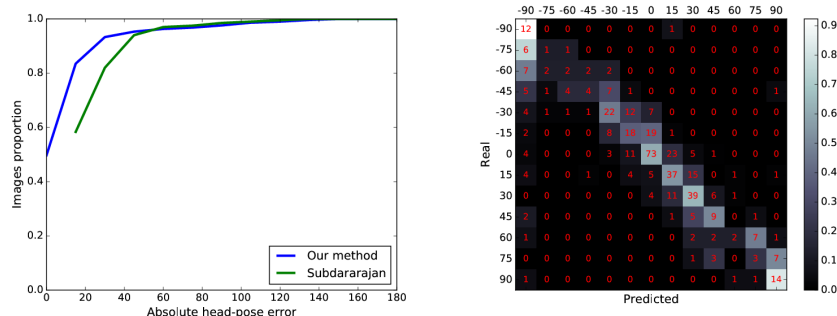 1.0
0.8
0.6
0.4
0.2
0.0
Images proportion
0 20 40 60 80 100 120 140 160 180
Absolute head-pose error
Our method
Subdararajan
-90 -75 -60 -45 -30 -15 0 15 30 45 60 75 90
-90 12 0 0 0 0 0 0 1 0 0 0 0 0
-75 6 1 1 0 0 0 0 0 0 0 0 0 0
-60 7 2 2 2 2 0 0 0 0 0 0 0 0
-45 5 1 4 4 7 1 0 0 0 0 0 0 1
-30 4 1 1 1 22 7 0 0 0 0 0 0
-15 2 0 0 0 8 18 19 1 0 0 0 0 0
0 4 0 0 0 3 11 73 23 5 1 0 0 0
15 4 0 0 1 0 4 5 37 15 0 1 0 0
30 0 0 0 0 0 0 4 11 39 6 1 0 0
45 2 0 0 0 0 0 0 1 9 0 1 0
60 1 0 0 0 0 0 0 0 2 2 2 7 1
75 0 0 0 0 0 0 0 0 1 3 0 3 7
90 1 0 0 0 0 0 0 0 0 0 1 1 14
Real
Predicted
0.9
0.8
0.7
0.6
0.5
0.4
0.3
0.2
0.1
0.0